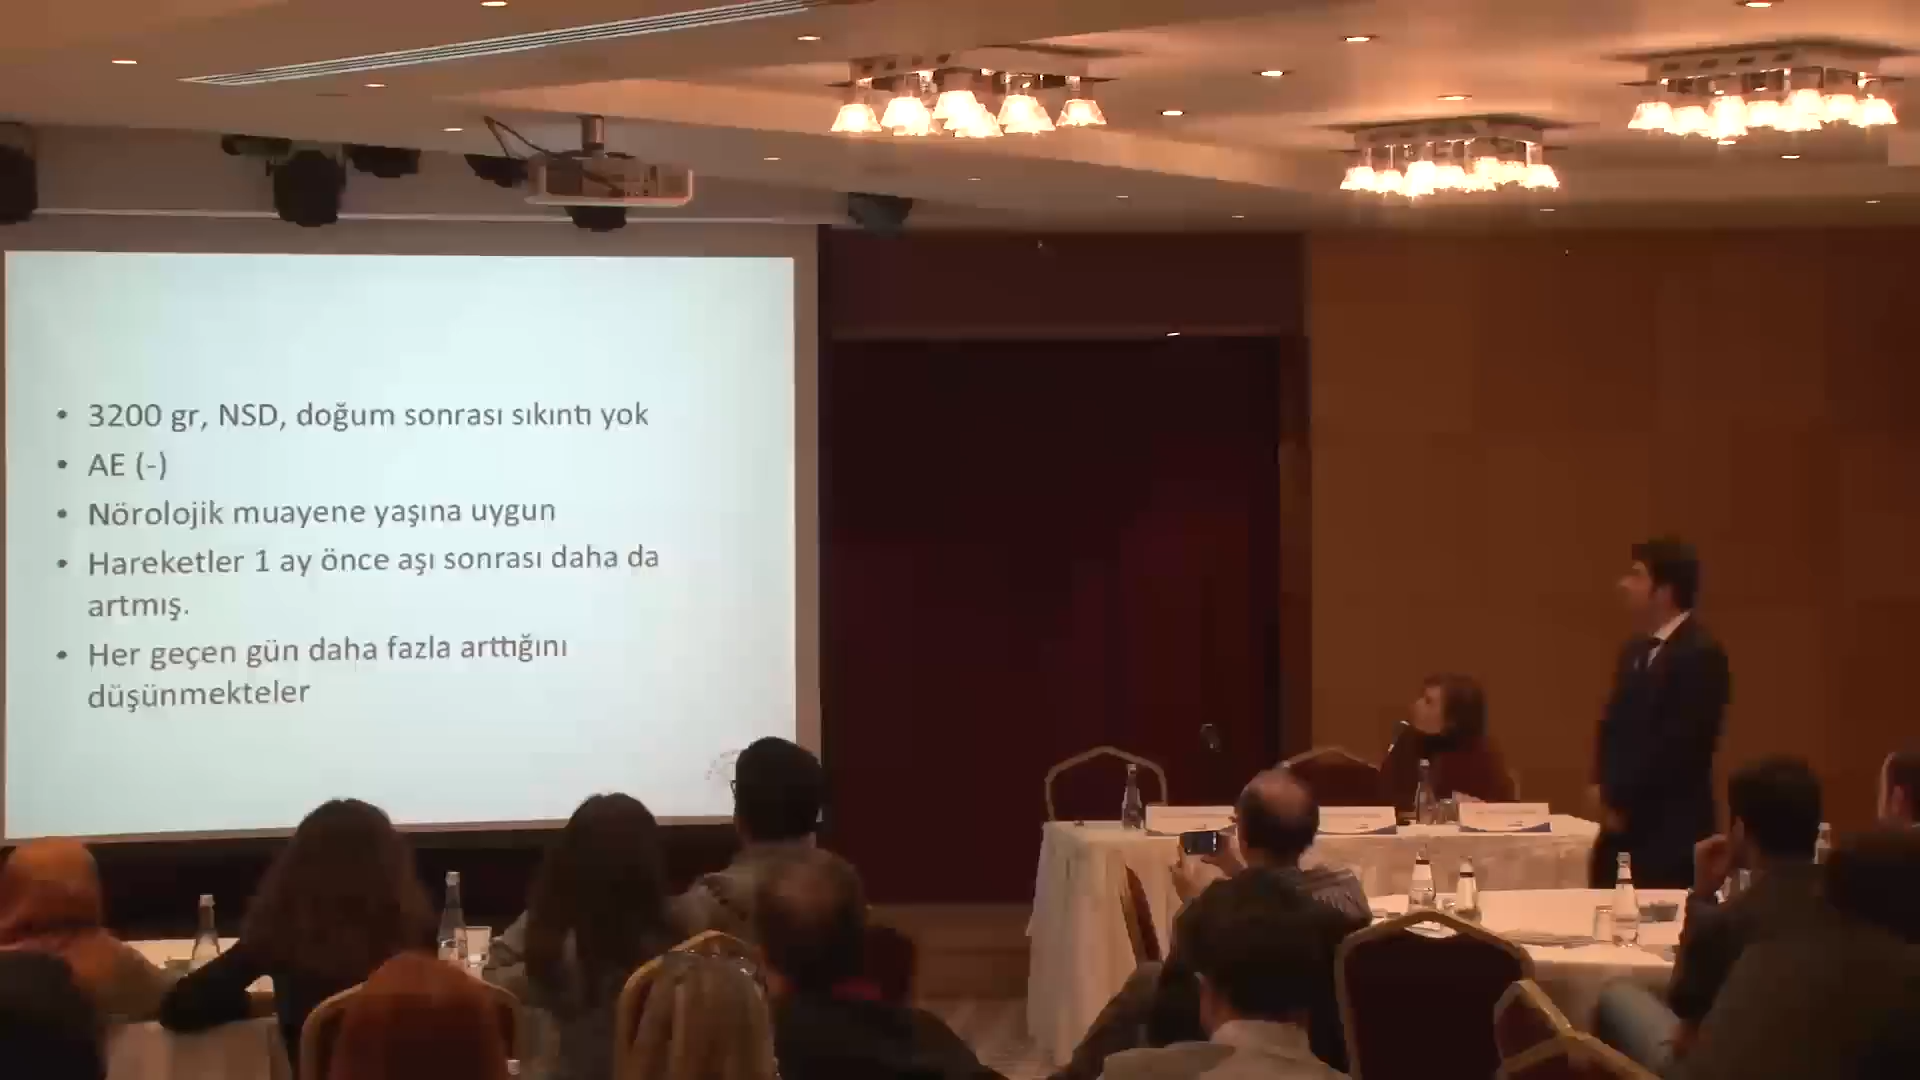 • 3200 gr, NSD, doğum sonrası sıkıntı yok
• AE (-)
• Nörolojik muayene yaşına uygun
• Hareketler 1 ay önce aşı sonrası daha da
artmış.
• Her geçen gün daha fazla arttığını
düşünmekteler